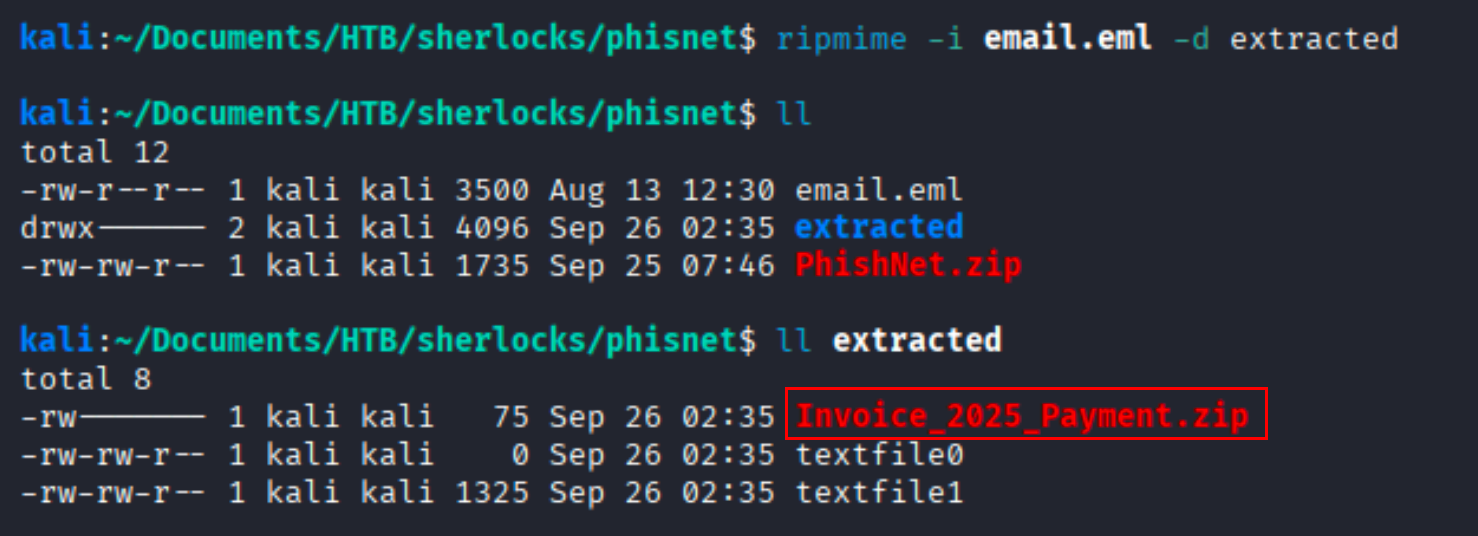 kali:~/Documents/HTB/sherlocks/phisnet$ ripmime -i email.eml -d extracted
kali:~/Documents/HTB/sherlocks/phisnet$ ll
total 12
-rw-r--r-- 1 kali kali 3500 Aug 13 12:30 email.eml
drwx------ 2 kali kali 4096 Sep 26 02:35 extracted
-rw-rw-r-- 1 kali kali 1735 Sep 25 07:46 PhishNet.zip
kali:~/Documents/HTB/sherlocks/phisnet$ ll extracted
total 8
-rw------- 1 kali kali   75 Sep 26 02:35 Invoice_2025_Payment.zip
-rw-rw-r-- 1 kali kali    0 Sep 26 02:35 textfile0
-rw-rw-r-- 1 kali kali 1325 Sep 26 02:35 textfile1